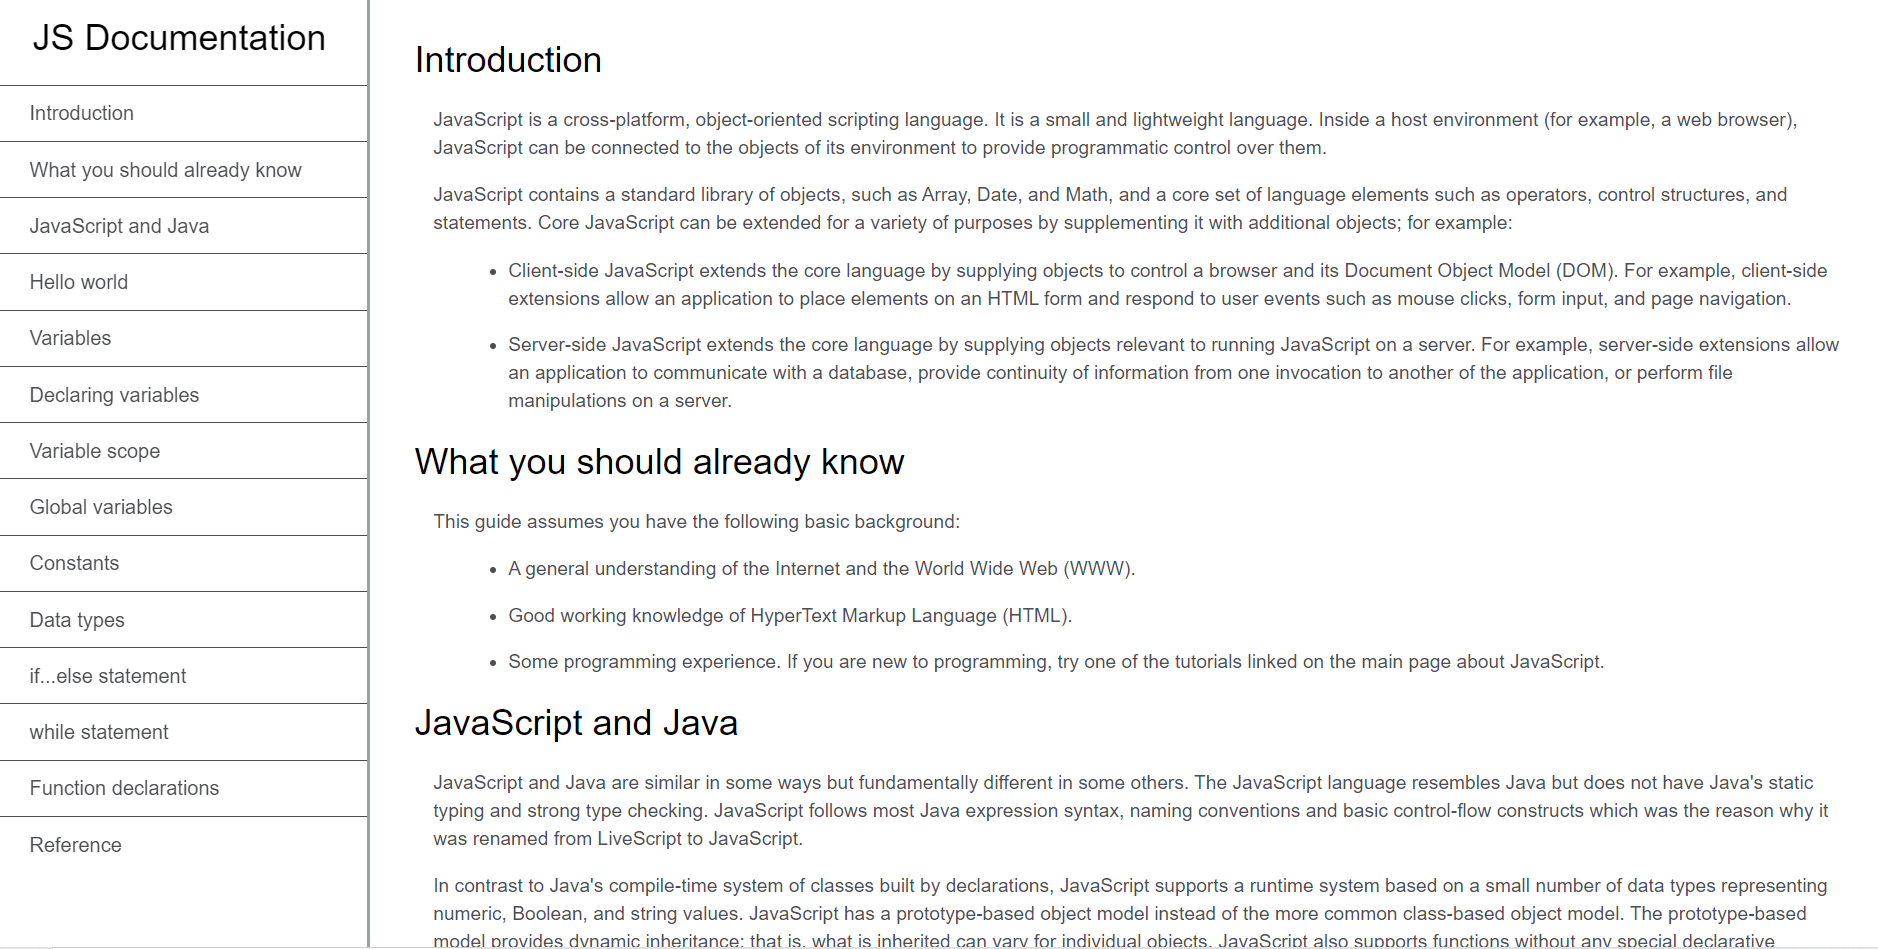 JS Documentation
Introduction
What you should already know
JavaScript and Java
Hello world
Variables
Declaring variables
Variable scope
Global variables
Constants
Data types
if...else statement
while statement
Function declarations
Reference
Introduction
JavaScript is a cross-platform, object-oriented scripting language. It is a small and lightweight language. Inside a host environment (for example, a web browser),
JavaScript can be connected to the objects of its environment to provide programmatic control over them.
JavaScript contains a standard library of objects, such as Array, Date, and Math, and a core set of language elements such as operators, control structures, and
statements. Core JavaScript can be extended for a variety of purposes by supplementing it with additional objects; for example:
• Client-side JavaScript extends the core language by supplying objects to control a browser and its Document Object Model (DOM). For example, client-side
extensions allow an application to place elements on an HTML form and respond to user events such as mouse clicks, form input, and page navigation.
• Server-side JavaScript extends the core language by supplying objects relevant to running JavaScript on a server. For example, server-side extensions allow
an application to communicate with a database, provide continuity of information from one invocation to another of the application, or perform file
manipulations on a server.
What you should already know
This guide assumes you have the following basic background:
• A general understanding of the Internet and the World Wide Web (WWW).
• Good working knowledge of HyperText Markup Language (HTML).
• Some programming experience. If you are new to programming, try one of the tutorials linked on the main page about JavaScript.
JavaScript and Java
JavaScript and Java are similar in some ways but fundamentally different in some others. The JavaScript language resembles Java but does not have Java's static
typing and strong type checking. JavaScript follows most Java expression syntax, naming conventions and basic control-flow constructs which was the reason why it
was renamed from LiveScript to JavaScript.
In contrast to Java's compile-time system of classes built by declarations, JavaScript supports a runtime system based on a small number of data types representing
numeric, Boolean, and string values. JavaScript has a prototype-based object model instead of the more common class-based object model. The prototype-based
model provides dynamic inheritance; that is, what is inherited can vary for individual objects. JavaScript also supports functions without any special declarative